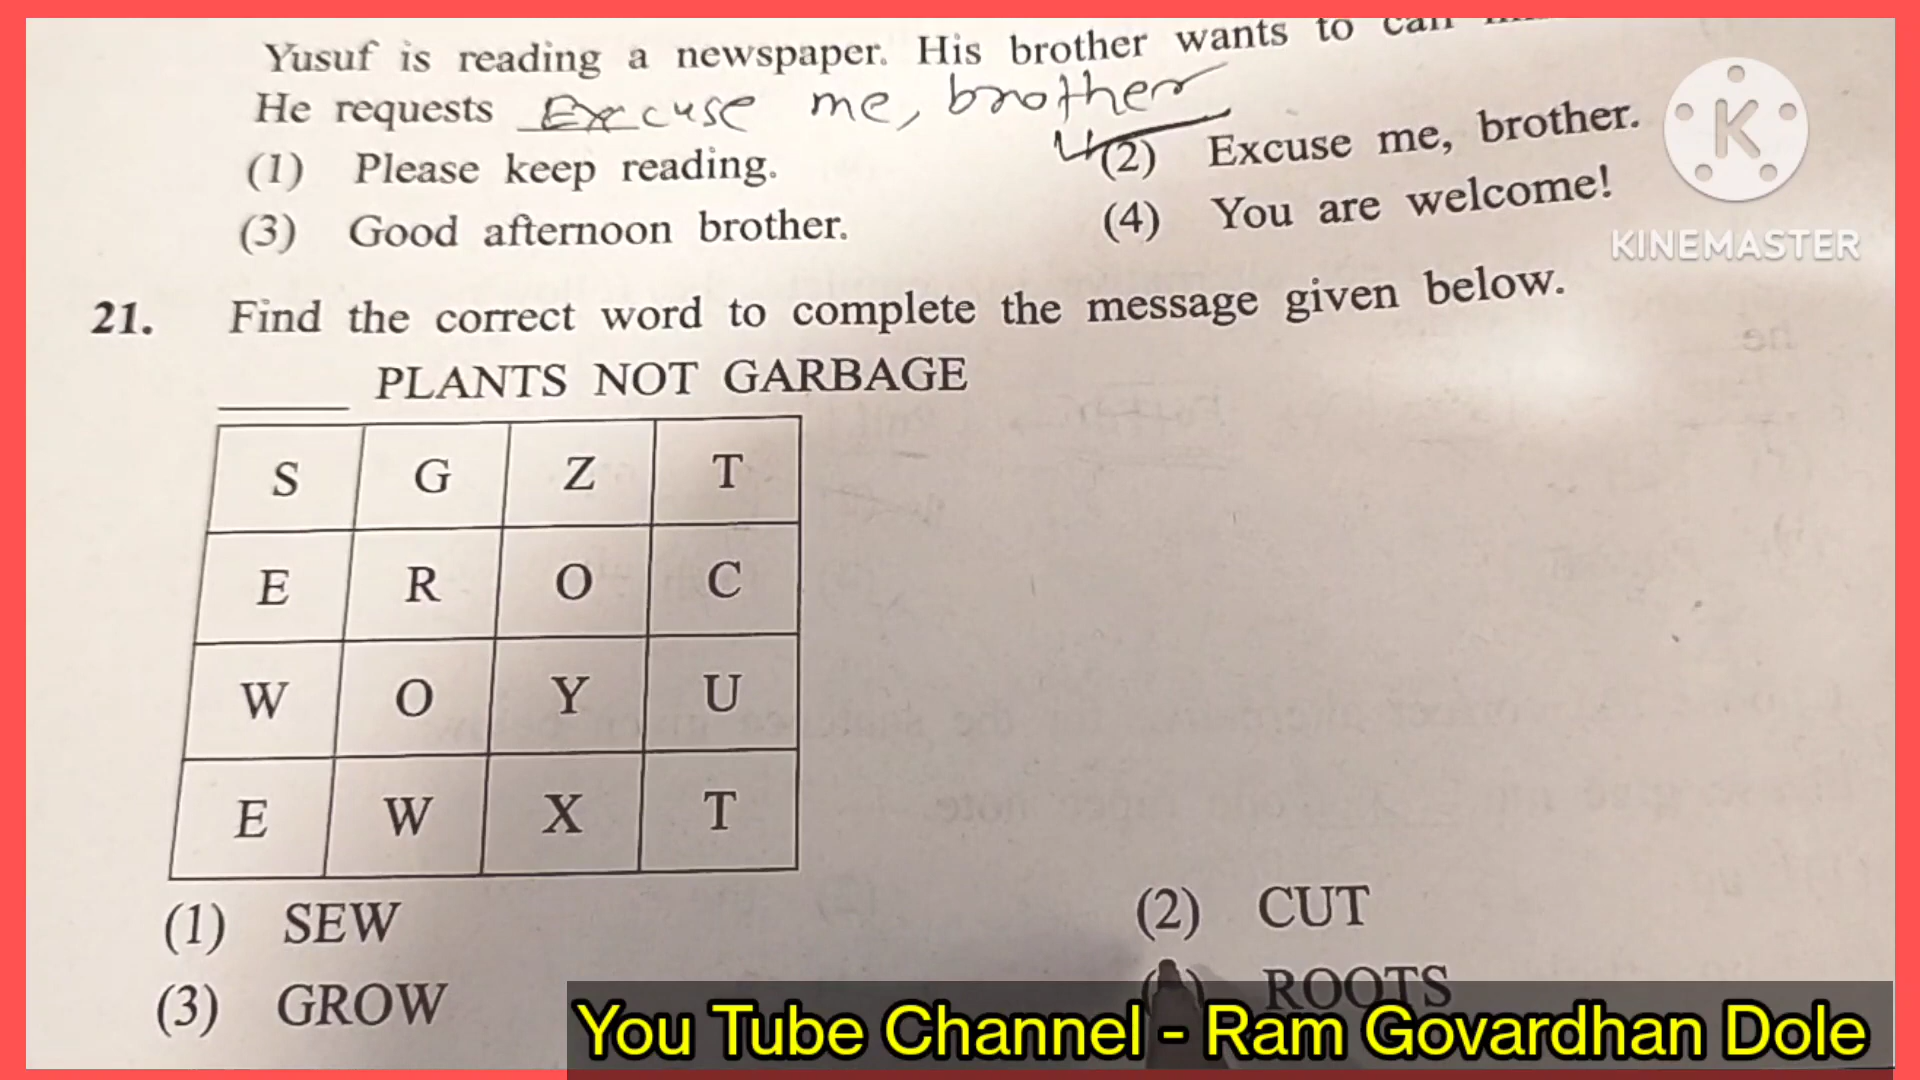 Yusuf is reading a newspaper. His brother wants to call
He requests Excuse me, brother
(1) Please keep reading. (2) Excuse me, brother.
(3) Good afternoon brother. (4) You are welcome!
KINEMASTER
21. Find the correct word to complete the message given below.
____ PLANTS NOT GARBAGE
S G Z T
E R O C
W O Y U
E W X T
(1) SEW (2) CUT
(3) GROW ROOTS
You Tube Channel - Ram Govardhan Dole